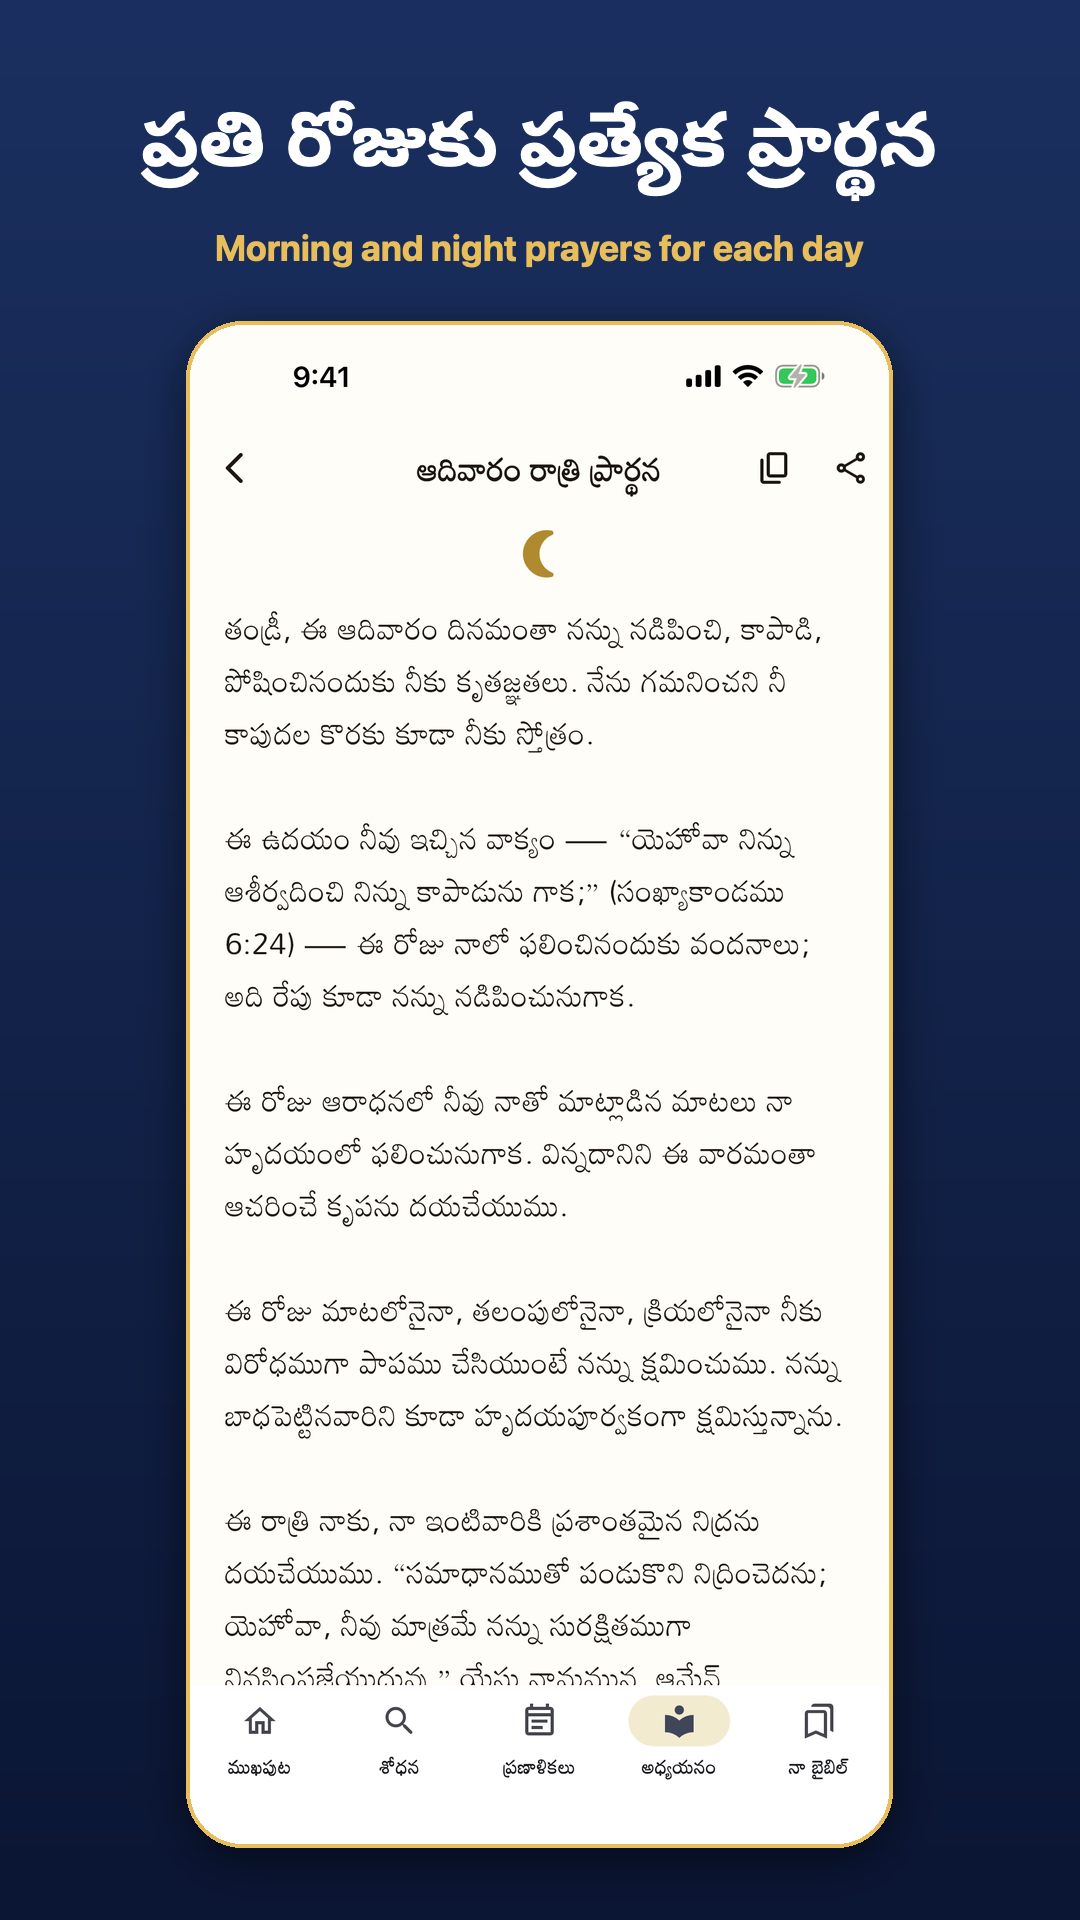 ప్రతి రోజుకు ప్రత్యేక ప్రార్థన
Morning and night prayers for each day
9:41
ఆదివారం రాత్రి ప్రార్థన
తండ్రీ, ఈ ఆదివారం దినమంతా నన్ను నడిపించి, కాపాడి,
పోషించినందుకు నీకు కృతజ్ఞతలు. నేను గమనించని నీ
కాపుదల కొరకు కూడా నీకు స్తోత్రం.
ఈ ఉదయం నీవు ఇచ్చిన వాక్యం — “యెహోవా నిన్ను
ఆశీర్వదించి నిన్ను కాపాడును గాక;” (సంఖ్యాకాండము
6:24) — ఈ రోజు నాలో ఫలించినందుకు వందనాలు;
అది రేపు కూడా నన్ను నడిపించునుగాక.
ఈ రోజు ఆరాధనలో నీవు నాతో మాట్లాడిన మాటలు నా
హృదయంలో ఫలించునుగాక. విన్నదానిని ఈ వారమంతా
ఆచరించే కృపను దయచేయుము.
ఈ రోజు మాటలోనైనా, తలంపులోనైనా, క్రియలోనైనా నీకు
విరోధముగా పాపము చేసియుంటే నన్ను క్షమించుము. నన్ను
బాధపెట్టినవారిని కూడా హృదయపూర్వకంగా క్షమిస్తున్నాను.
ఈ రాత్రి నాకు, నా ఇంటివారికి ప్రశాంతమైన నిద్రను
దయచేయుము. “సమాధానముతో పండుకొని నిద్రించెదను;
యెహోవా, నీవు మాత్రమే నన్ను సురక్షితముగా
నివసింపజేయుదువు.” యేసు నామమున, ఆమేన్
ముఖపుట
శోధన
ప్రణాళికలు
అధ్యయనం
నా బైబిల్